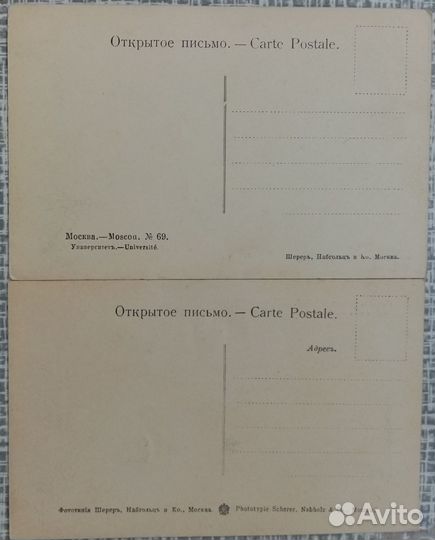 Открытое письмо. — Carte Postale.
Москва.—Moscou. № 69.
Университетъ.—Université.
Шереръ, Набгольцъ и Ко. Москва.
Открытое письмо. — Carte Postale.
Адресъ.
Фототипія Шереръ, Набгольцъ и Ко., Москва. Phototypie Scherer, Nabholz
Avito